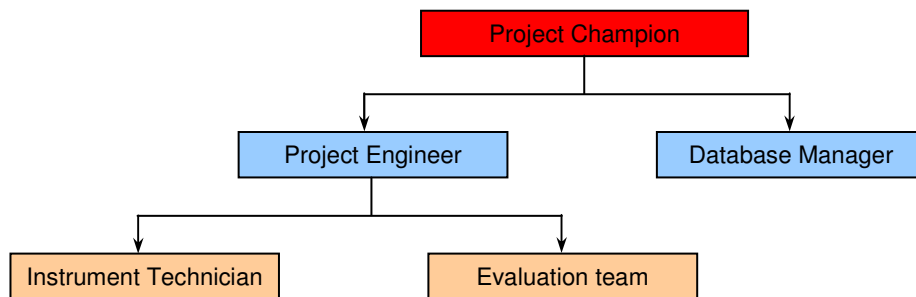 Project Champion
Project Engineer
Database Manager
Instrument Technician
Evaluation team